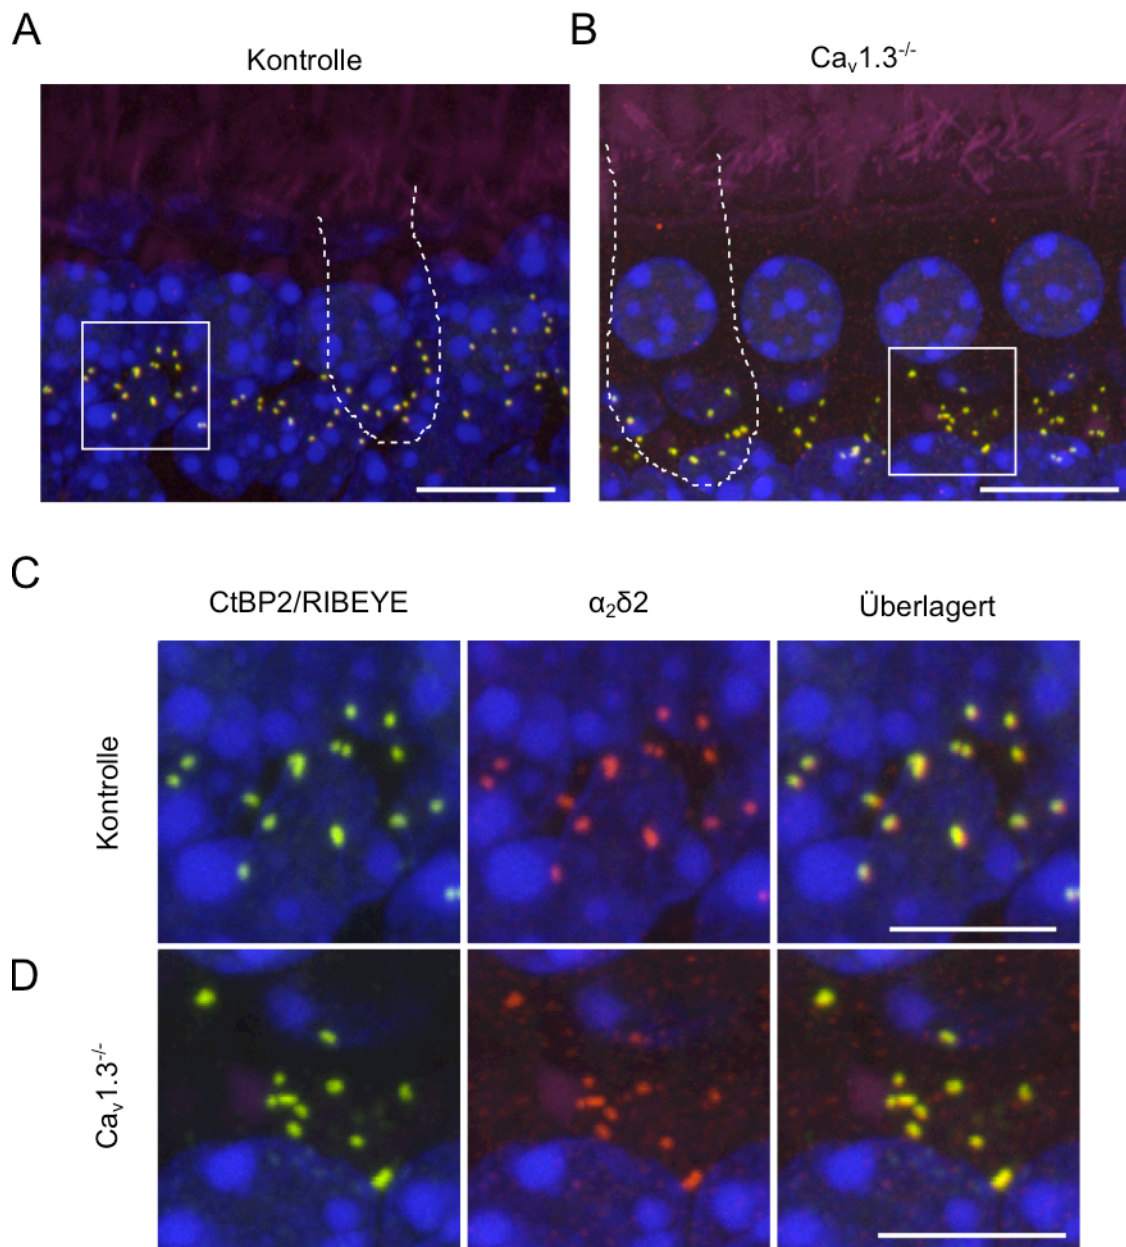 A
Kontrolle
B
Caᵥ1.3⁻/⁻
C
CtBP2/RIBEYE
α₂δ2
Überlagert
Kontrolle
D
Caᵥ1.3⁻/⁻